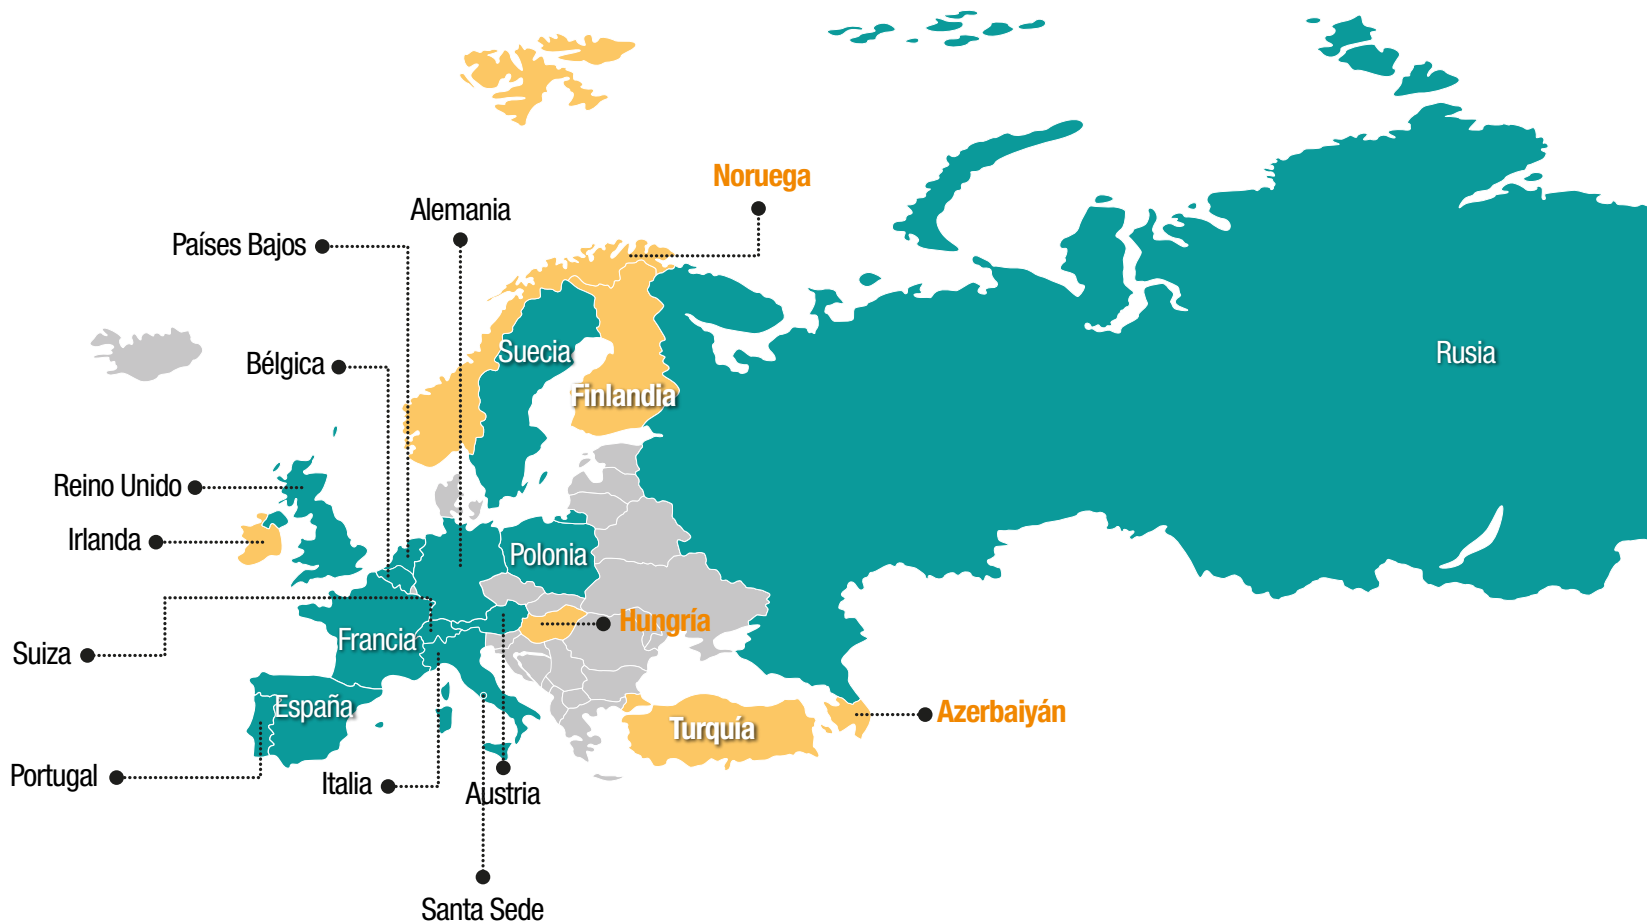 Noruega
Alemania
Países Bajos
Suecia
Rusia
Bélgica
Finlandia
Reino Unido
Irlanda
Polonia
Hungría
Francia
Suiza
España
Azerbaiyán
Turquía
Portugal
Italia
Austria
Santa Sede